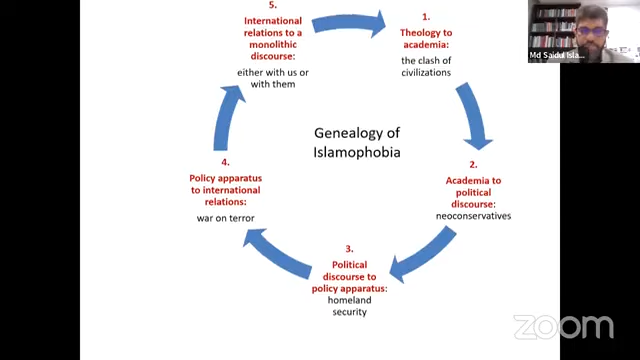 5.
International
relations to a
monolithic
discourse:
either with us or
with them
1.
Theology to
academia:
the clash of
civilizations
Md Saidul Isla...
Genealogy of
Islamophobia
4.
Policy apparatus
to international
relations:
war on terror
2.
Academia to
political
discourse:
neoconservatives
3.
Political
discourse to
policy apparatus:
homeland
security
zoom